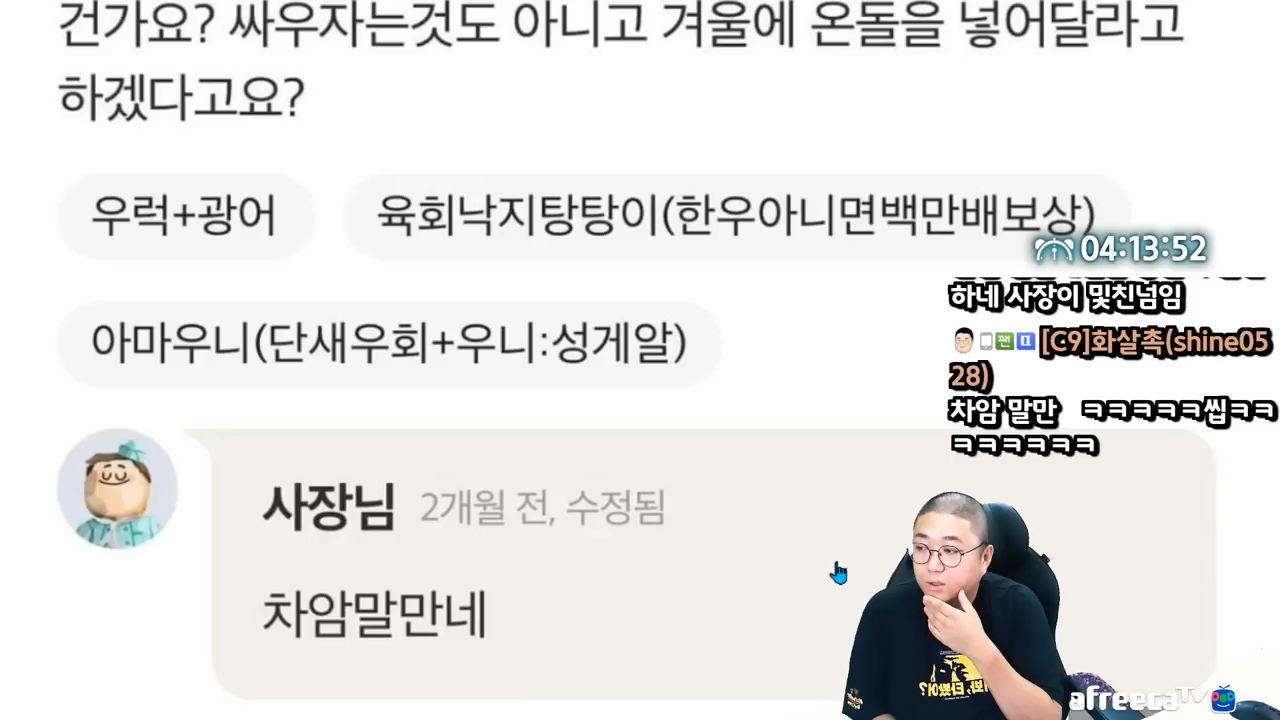 건가요? 싸우자는것도 아니고 겨울에 온돌을 넣어달라고
하겠다고요?
우럭+광어
육회낙지탕탕이(한우아니면백만배보상)
04:13:52
아마우니(단새우회+우니:성게알)
하네 사장이 및친넘임
[C9]화살촉(shine05
28)
차암 말만 ㅋㅋㅋㅋㅋ씹ㅋㅋ
ㅋㅋㅋㅋㅋㅋ
사장님 2개월 전, 수정됨
차암말만네
afreecaTV